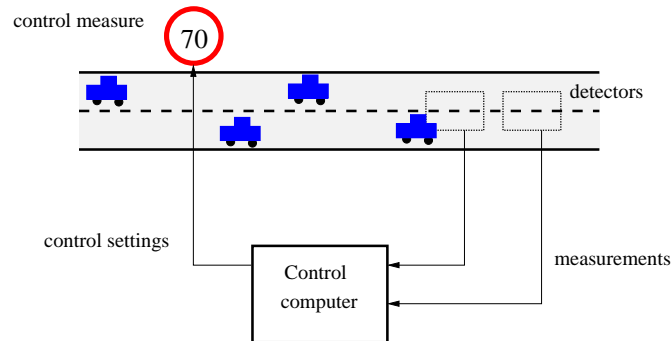 control measure
70
detectors
control settings
measurements
Control
computer